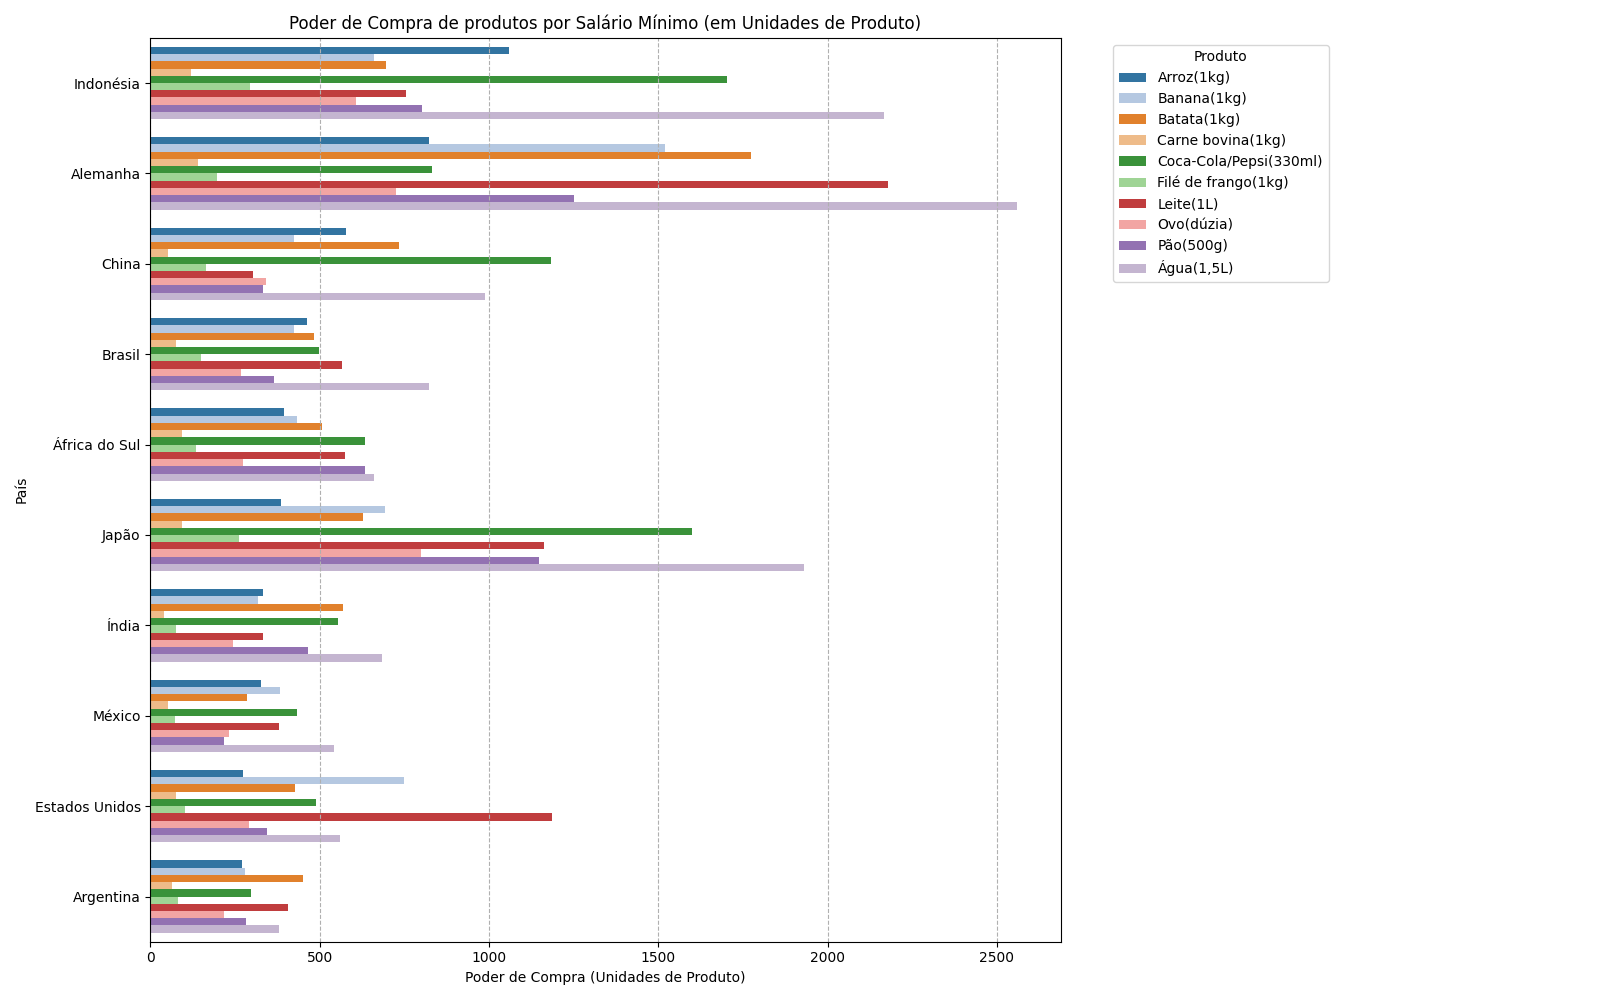 Poder de Compra de produtos por Salário Mínimo (em Unidades de Produto)
Produto
Arroz(1kg)
Banana(1kg)
Batata(1kg)
Carne bovina(1kg)
Coca-Cola/Pepsi(330ml)
Filé de frango(1kg)
Leite(1L)
Ovo(dúzia)
Pão(500g)
Água(1,5L)
País
Indonésia
Alemanha
China
Brasil
África do Sul
Japão
Índia
México
Estados Unidos
Argentina
0 500 1000 1500 2000 2500
Poder de Compra (Unidades de Produto)